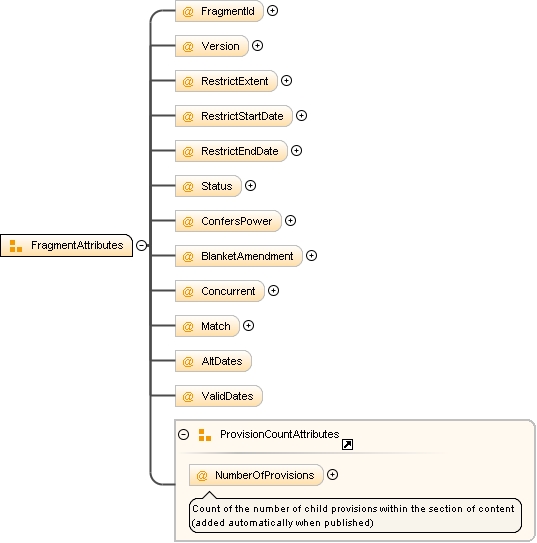 @ FragmentId
@ Version
@ RestrictExtent
@ RestrictStartDate
@ RestrictEndDate
@ Status
@ ConfersPower
FragmentAttributes
@ BlanketAmendment
@ Concurrent
@ Match
@ AltDates
@ ValidDates
ProvisionCountAttributes
@ NumberOfProvisions
Count of the number of child provisions within the section of content
(added automatically when published)